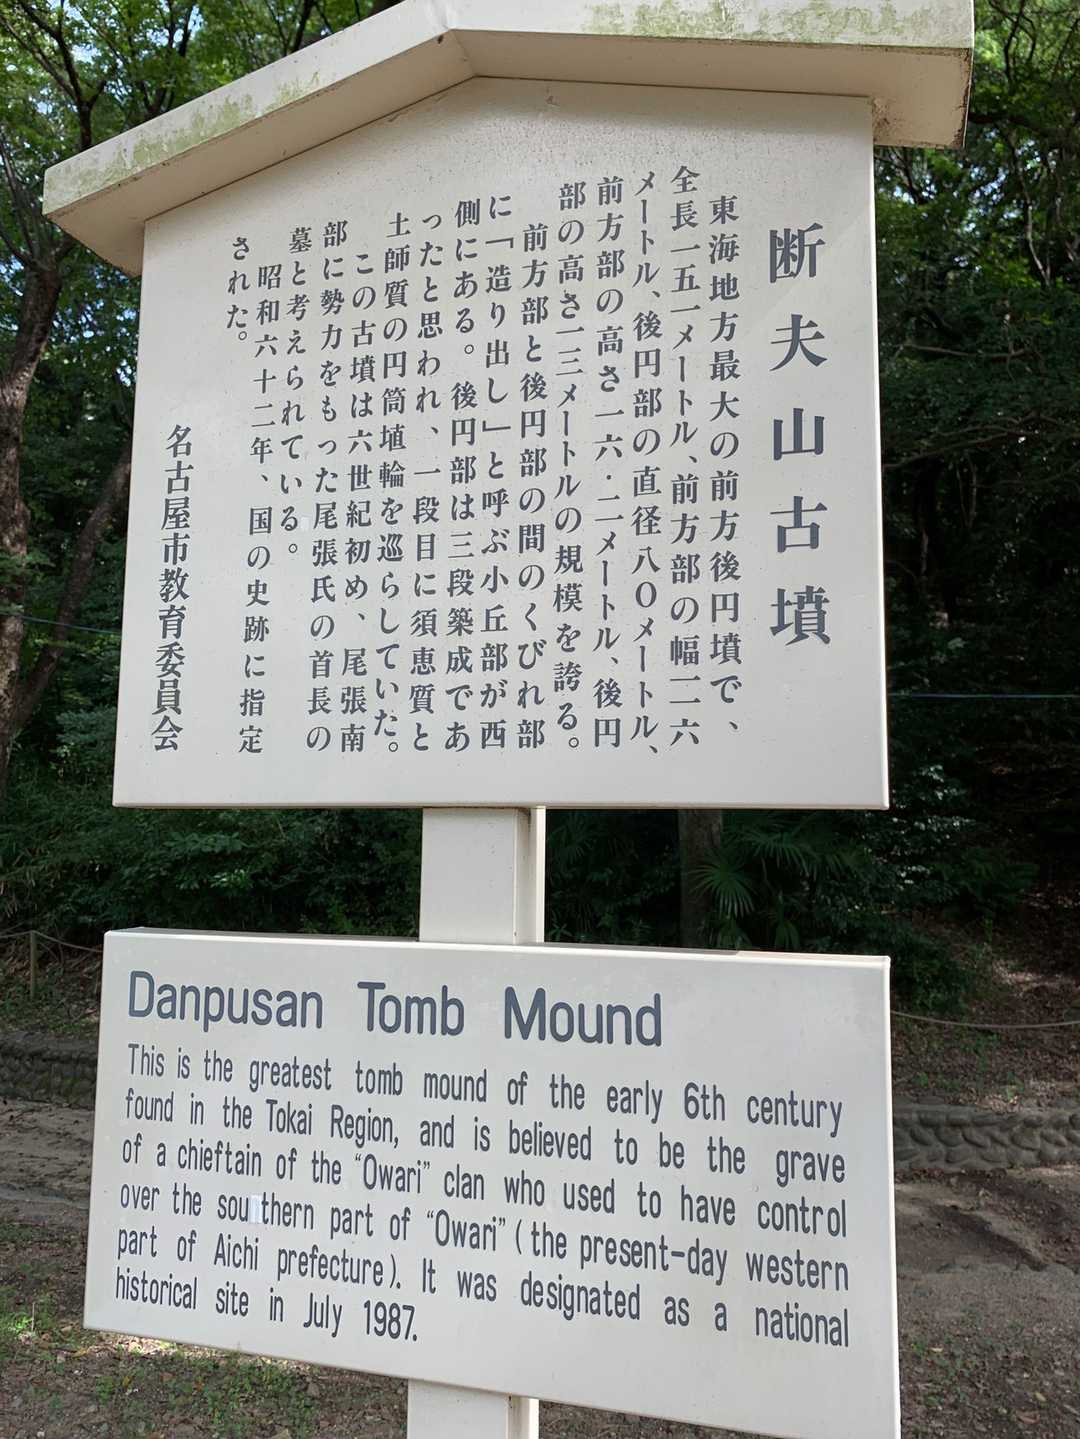 断夫山古墳
東海地方最大の前方後円墳で、
全長一五一メートル、前方部の幅一一六
メートル、後円部の直径八〇メートル、
前方部の高さ一六・二一メートル、後円
部の高さ一三メートルの規模を誇る。
前方部と後円部の間のくびれ部
に「造り出し」と呼ぶ小丘部が西
側にある。後円部は三段築成であ
ったと思われ、一段目に須恵質と
土師質の円筒埴輪を巡らしていた。
この古墳は六世紀初め、尾張南
部に勢力をもった尾張氏の首長の
墓と考えられている。
昭和六十二年、国の史跡に指定
された。
名古屋市教育委員会
Danpusan Tomb Mound
This is the greatest tomb mound of the early 6th century
found in the Tokai Region, and is believed to be the grave
of a chieftain of the “Owari” clan who used to have control
over the southern part of “Owari” (the present-day western
part of Aichi prefecture). It was designated as a national
historical site in July 1987.